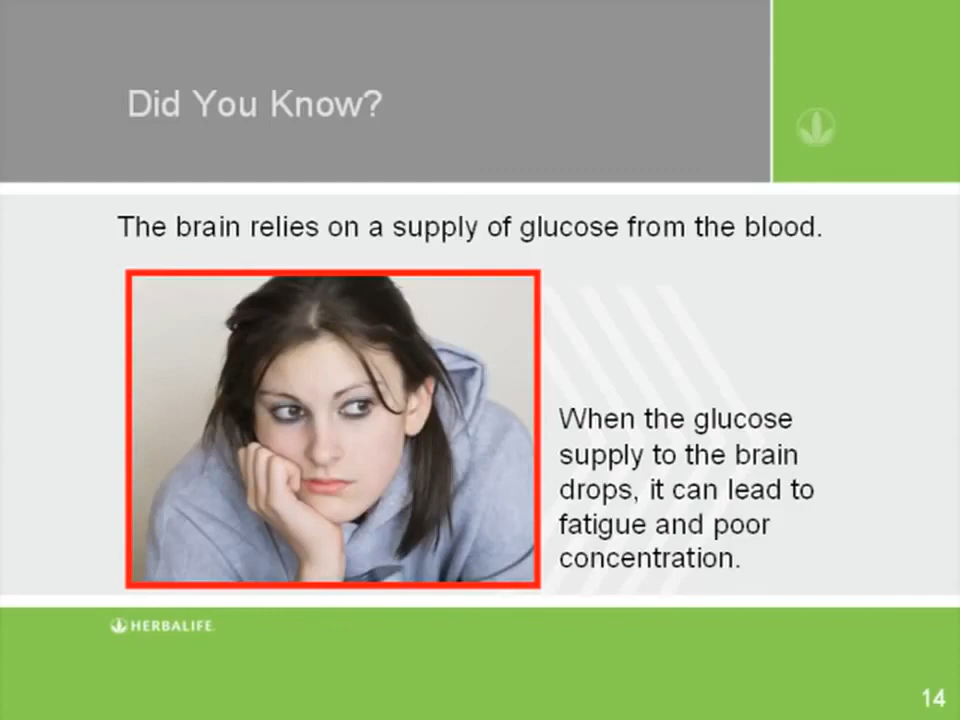 Did You Know?
The brain relies on a supply of glucose from the blood.
When the glucose
supply to the brain
drops, it can lead to
fatigue and poor
concentration.
HERBALIFE
14